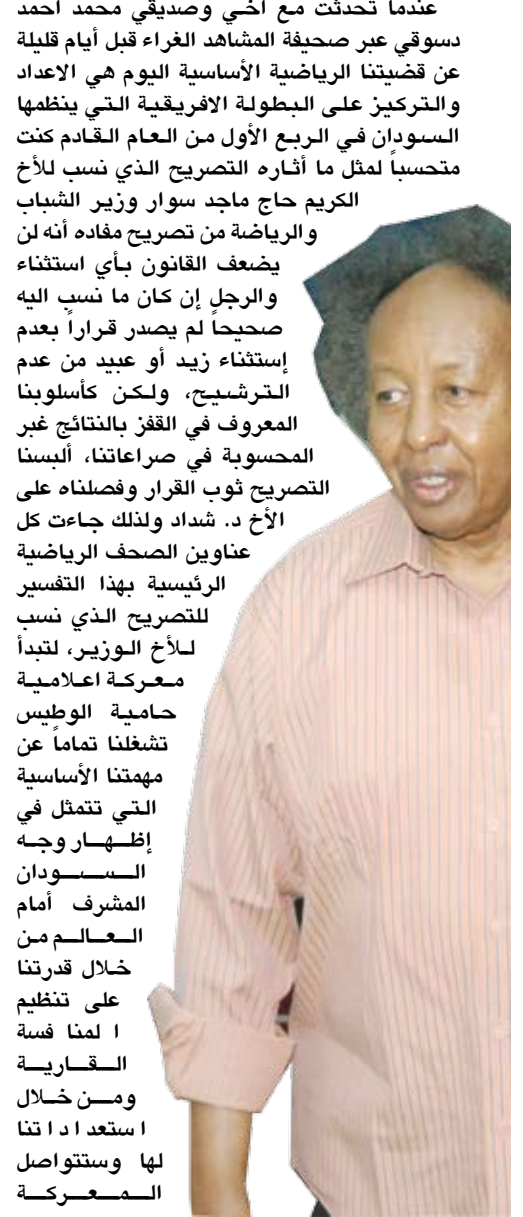 عندما تحدثت مع اخي وصديقي محمد احمد
دسوقي عبر صحيفة المشاهد الغراء قبل أيام قليلة
عن قضيتنا الرياضية الأساسية اليوم هي الاعداد
والتركيز على البطولة الافريقية التي ينظمها
السودان في الربع الأول من العام القادم كنت
متحسباً لمثل ما أثاره التصريح الذي نسب للأخ
الكريم حاج ماجد سوار وزير الشباب
والرياضة من تصريح مفاده أنه لن
يضعف القانون بأي استثناء
والرجل إن كان ما نسب اليه
صحيحاً لم يصدر قراراً بعدم
إستثناء زيد أو عبيد من عدم
الترشيح، ولكن كأسلوبنا
المعروف في القفز بالنتائج غبر
المحسوبة في صراعاتنا، ألبسنا
التصريح ثوب القرار وفصلناه على
الأخ د. شداد ولذلك جاءت كل
عناوين الصحف الرياضية
الرئيسية بهذا التفسير
للتصريح الذي نسب
للأخ الوزير، لتبدأ
معركة اعلامية
حامية الوطيس
تشغلنا تماماً عن
مهمتنا الأساسية
التي تتمثل في
إظهار وجه
السودان
المشرف أمام
العالم من
خلال قدرتنا
على تنظيم
ا لمنا فسة
القارية
ومن خلال
ا ستعد ا د ا تنا
لها وستتواصل
المعركة